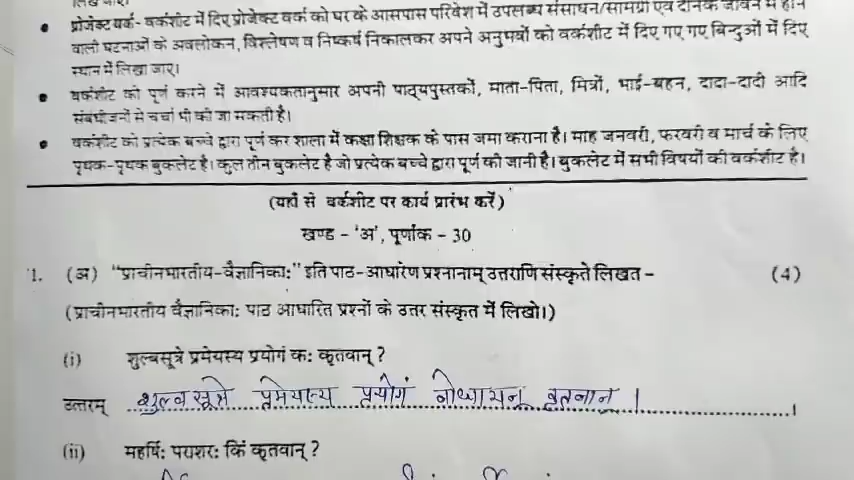 प्रोजेक्ट वर्क- वर्कशीट में दिए प्रोजेक्ट वर्क को घर के आसपास परिवेश में उपलब्ध संसाधन/सामग्री एवं दैनिक जीवन में होने
वाली घटनाओं के अवलोकन, विश्लेषण व निष्कर्ष निकालकर अपने अनुभवों को वर्कशीट में दिए गए गए बिन्दुओं में दिए
स्थान में लिखा जाए।
वर्कशीट को पूर्ण करने में आवश्यकतानुसार अपनी पाठ्यपुस्तकों, माता-पिता, मित्रों, भाई-बहन, दादा-दादी आदि
संबंधीजनों से चर्चा भी की जा सकती है।
वर्कशीट को प्रत्येक बच्चे द्वारा पूर्ण कर शाला में कक्षा शिक्षक के पास जमा कराना है। माह जनवरी, फरवरी व मार्च के लिए
पृथक-पृथक बुकलेट है। कुल तीन बुकलेट है जो प्रत्येक बच्चे द्वारा पूर्ण की जानी है। बुकलेट में सभी विषयों की वर्कशीट है।
(यहाँ से वर्कशीट पर कार्य प्रारंभ करें)
खण्ड - 'अ', पूर्णांक - 30
1. (अ) "प्राचीनभारतीय-वैज्ञानिकाः" इति पाठ-आधारेण प्रश्नानाम् उत्तराणि संस्कृते लिखत - (4)
(प्राचीनभारतीय वैज्ञानिकाः पाठ आधारित प्रश्नों के उत्तर संस्कृत में लिखो।)
(i) शुल्बसूत्रे प्रमेयस्य प्रयोगं कः कृतवान् ?
उत्तरम् शुल्वसूत्रे प्रमेयस्य प्रयोगं बोधायनः कृतवान् ।
(ii) महर्षिः पराशरः किं कृतवान् ?